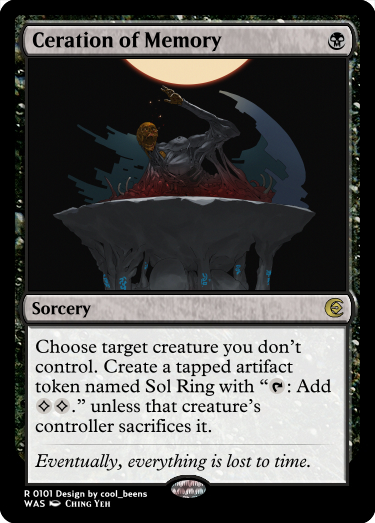 Ceration of Memory
Sorcery
Choose target creature you don't
control. Create a tapped artifact
token named Sol Ring with “: Add
.” unless that creature's
controller sacrifices it.
Eventually, everything is lost to time.
R 0101 Design by cool_beens
WAS Ching Yeh